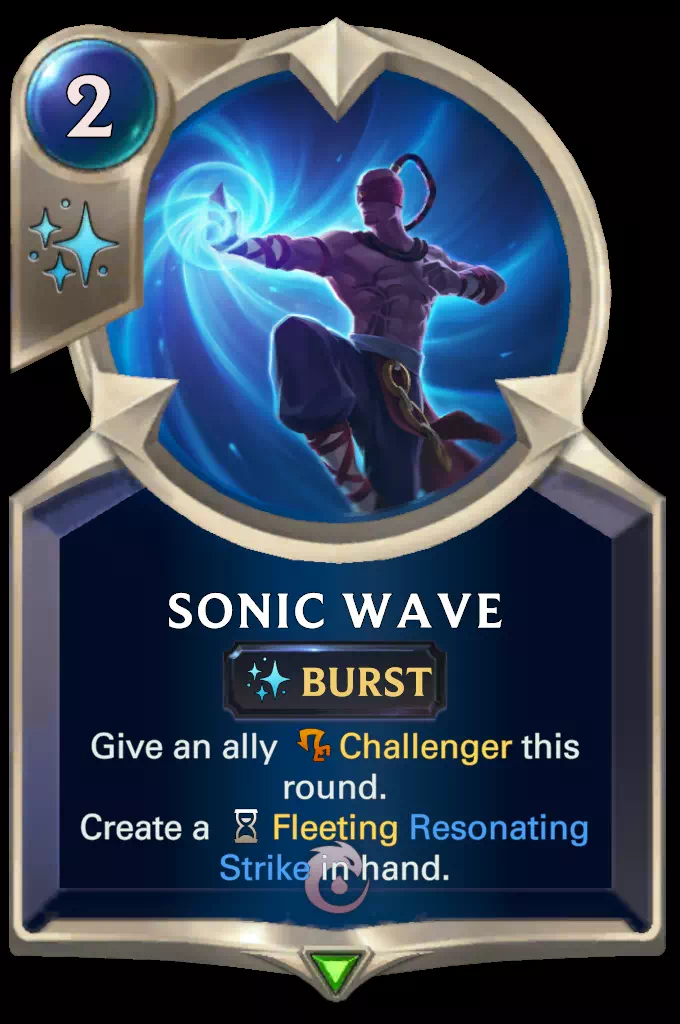 2
SONIC WAVE
BURST
Give an ally Challenger this
round.
Create a Fleeting Resonating
Strike in hand.